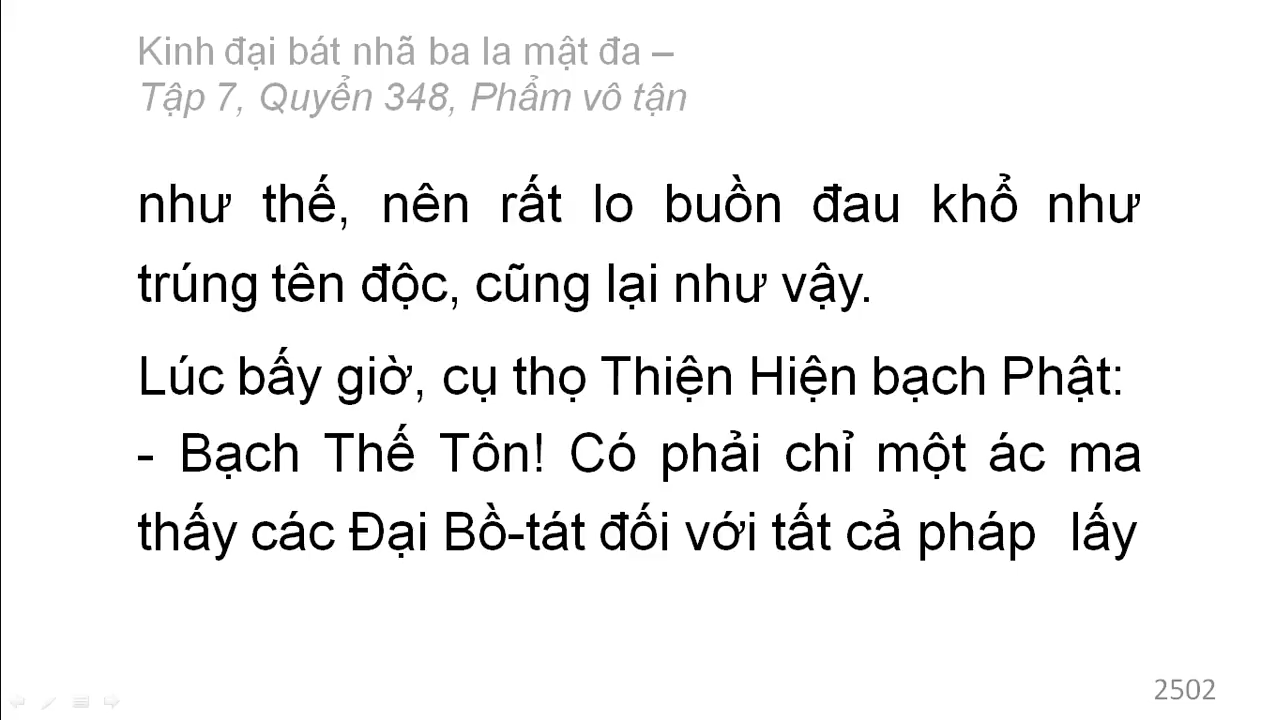 Kinh đại bát nhã ba la mật đa –
Tập 7, Quyển 348, Phẩm vô tận
như thế, nên rất lo buồn đau khổ như
trúng tên độc, cũng lại như vậy.
Lúc bấy giờ, cụ thọ Thiện Hiện bạch Phật:
- Bạch Thế Tôn! Có phải chỉ một ác ma
thấy các Đại Bồ-tát đối với tất cả pháp lấy
2502